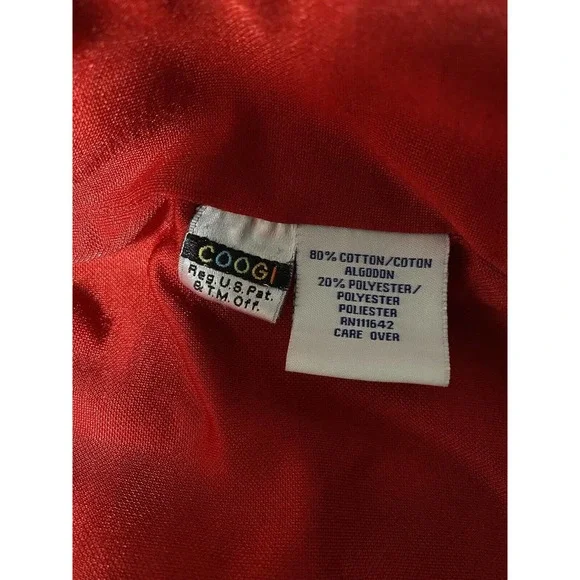 COOGI
Reg. U.S. Pat.
& T.M. Off.
80% COTTON/COTON
ALGODON
20% POLYESTER/
POLYESTER
POLIESTER
RN111642
CARE OVER